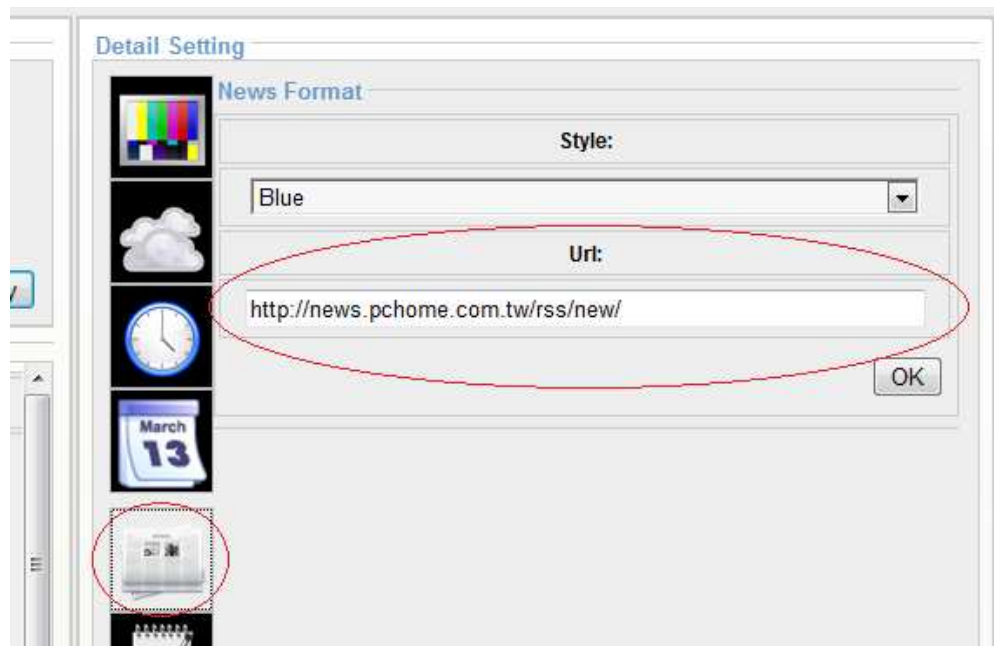 Detail Setting
News Format
Style:
Blue
Url:
http://news.pchome.com.tw/rss/new/
OK
March
13